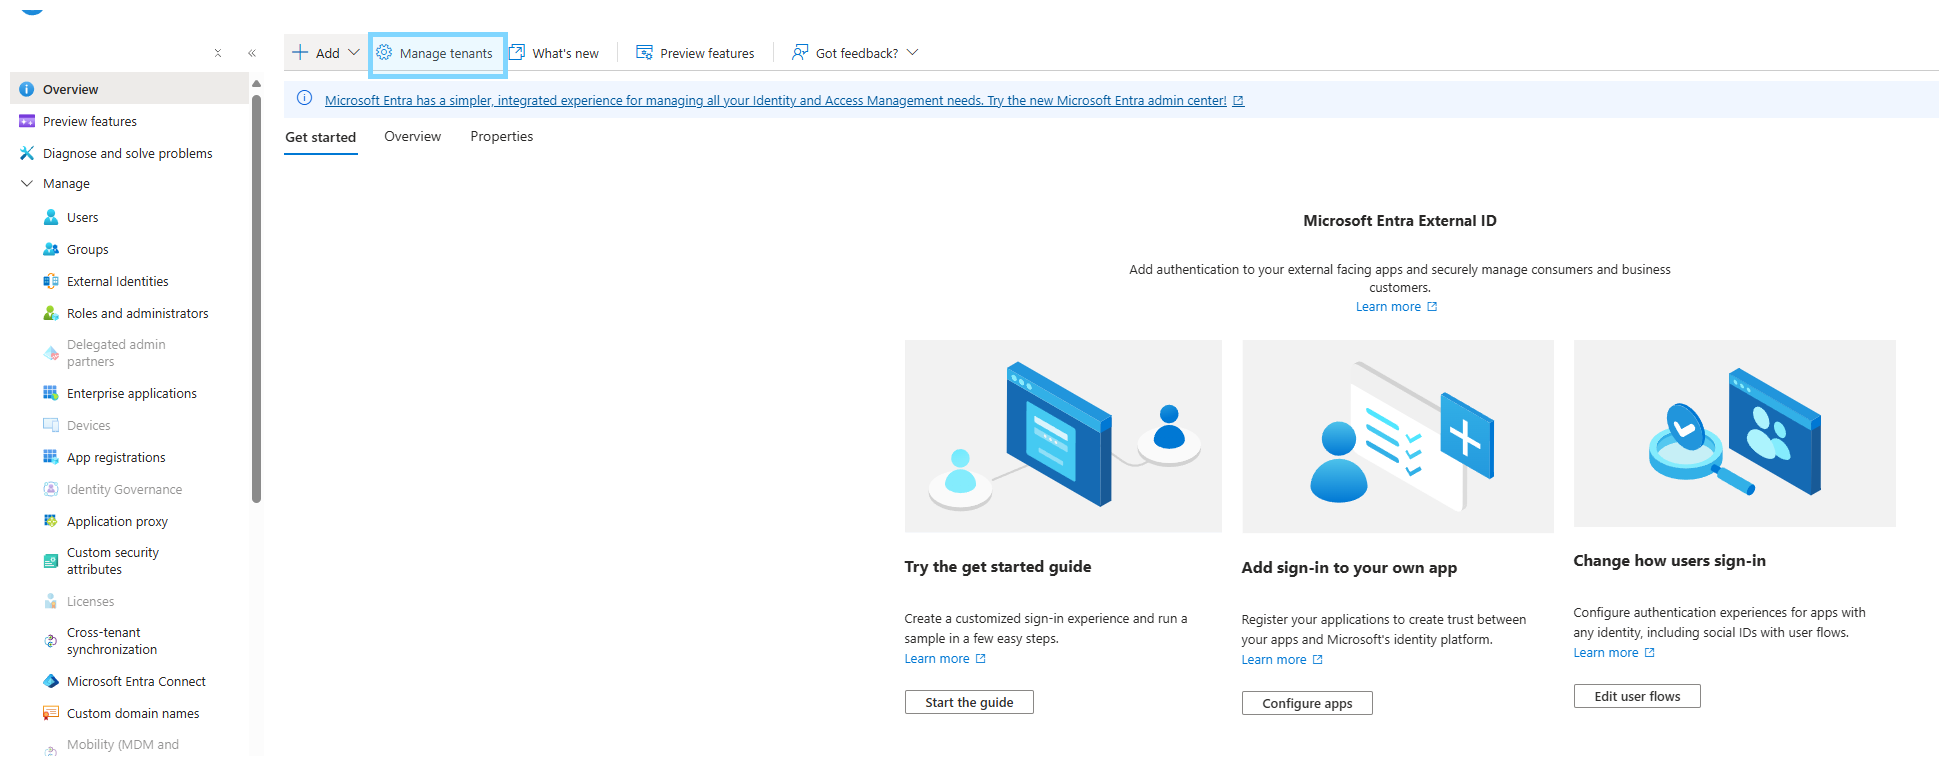 Add
Manage tenants
What's new
Preview features
Got feedback?
Overview
Preview features
Diagnose and solve problems
Manage
Users
Groups
External Identities
Roles and administrators
Delegated admin
partners
Enterprise applications
Devices
App registrations
Identity Governance
Application proxy
Custom security
attributes
Licenses
Cross-tenant
synchronization
Microsoft Entra Connect
Custom domain names
Mobility (MDM and
Microsoft Entra has a simpler, integrated experience for managing all your Identity and Access Management needs. Try the new Microsoft Entra admin center!
Get started
Overview
Properties
Microsoft Entra External ID
Add authentication to your external facing apps and securely manage consumers and business
customers.
Learn more
Try the get started guide
Create a customized sign-in experience and run a
sample in a few easy steps.
Learn more
Start the guide
Add sign-in to your own app
Register your applications to create trust between
your apps and Microsoft's identity platform.
Learn more
Configure apps
Change how users sign-in
Configure authentication experiences for apps with
any identity, including social IDs with user flows.
Learn more
Edit user flows